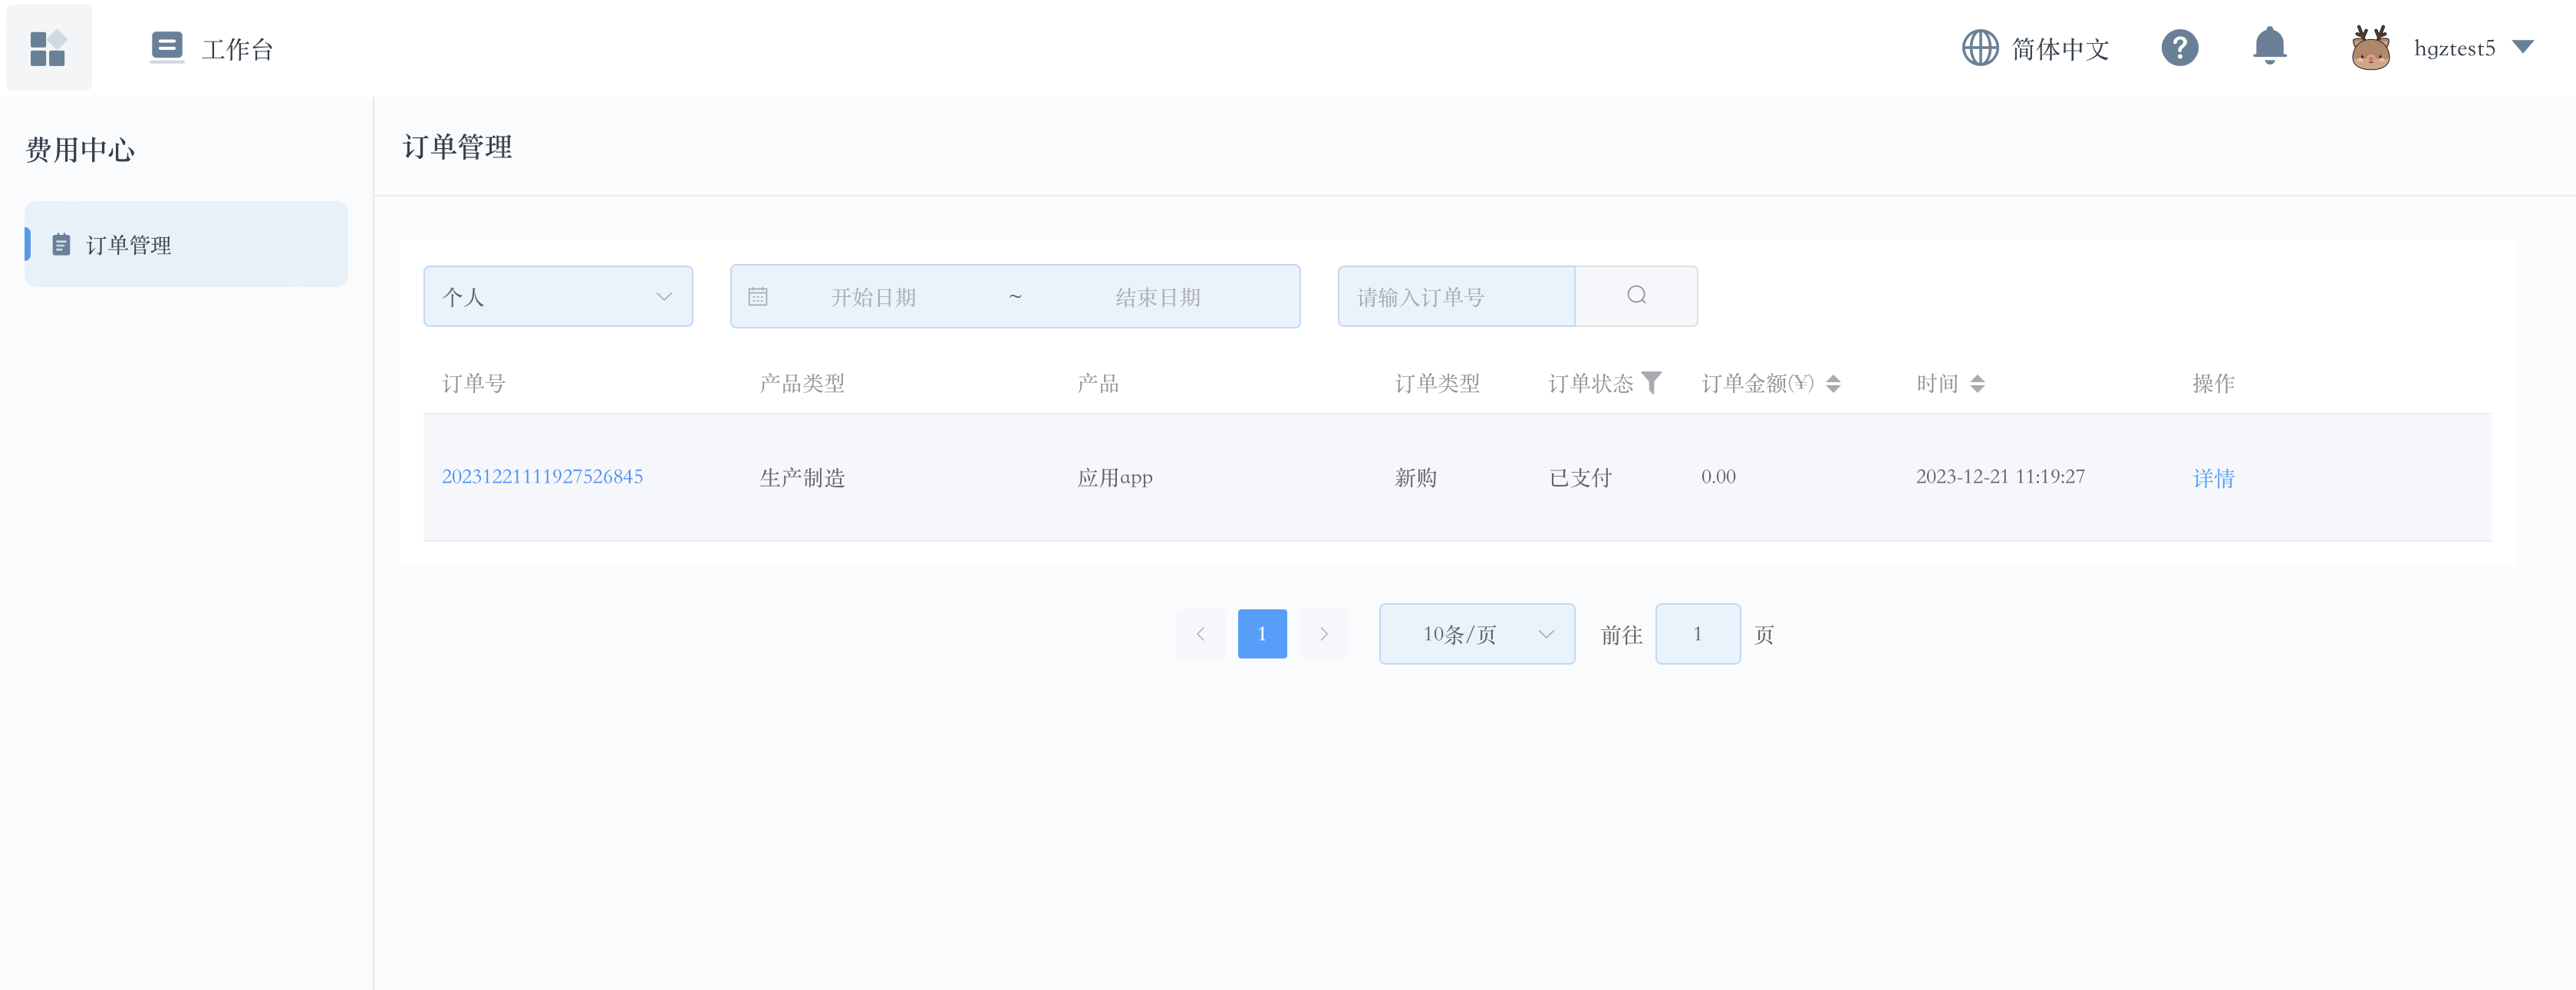 工作台
简体中文
hgztest5
费用中心
订单管理
订单管理
个人
开始日期 ~ 结束日期
请输入订单号
订单号 产品类型 产品 订单类型 订单状态 订单金额(¥) 时间 操作
20231221111927526845 生产制造 应用app 新购 已支付 0.00 2023-12-21 11:19:27 详情
1 10条/页 前往 1 页